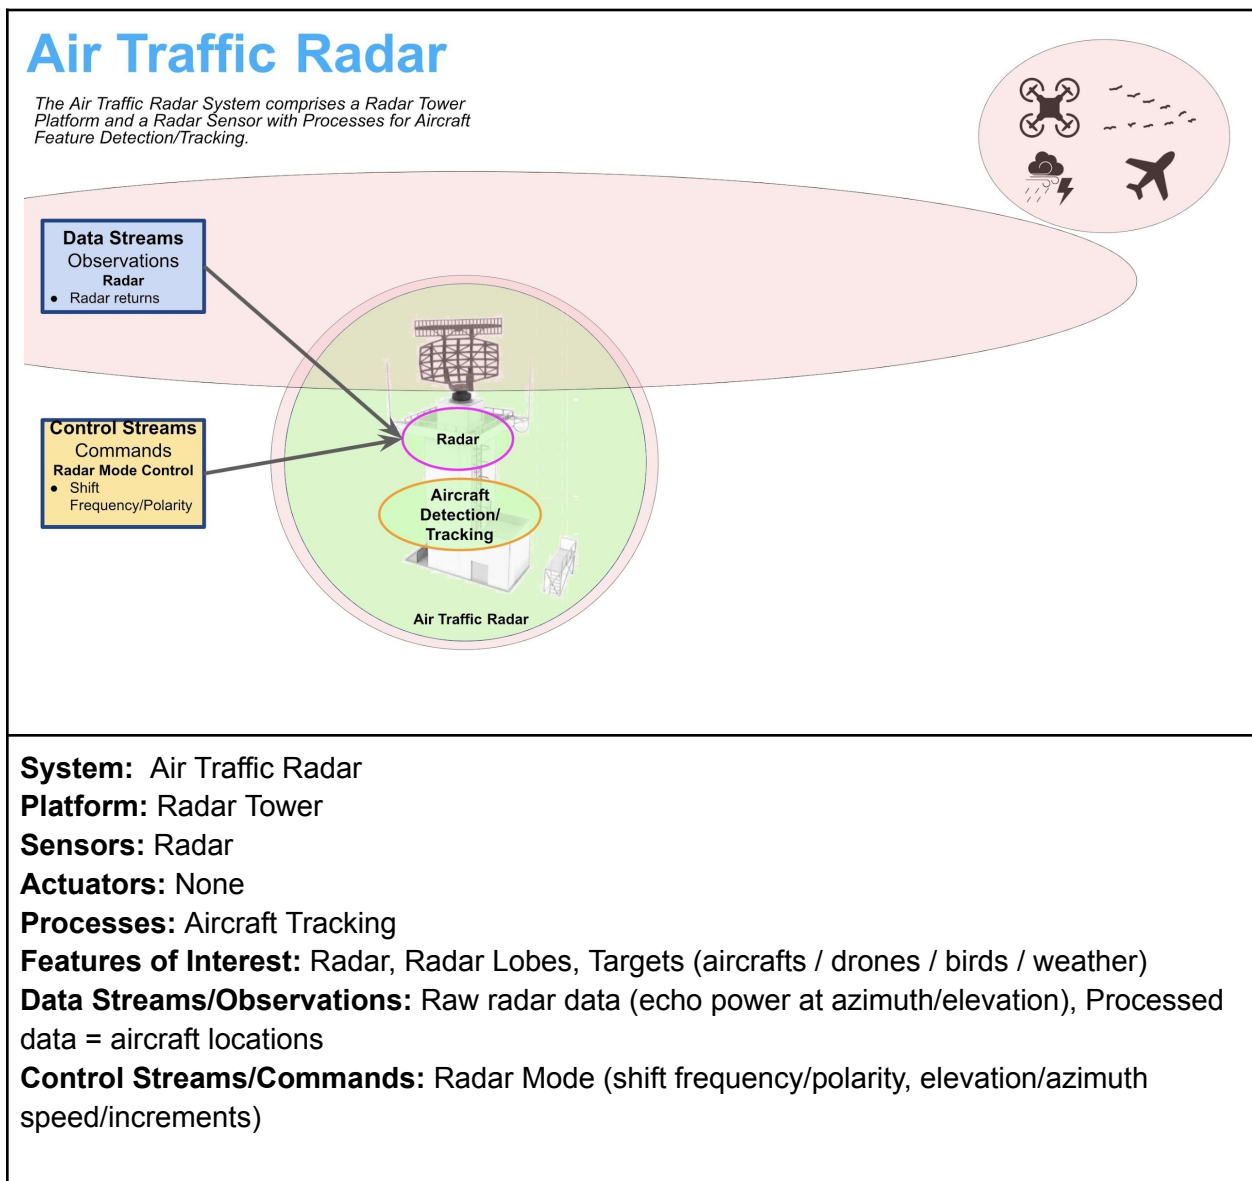 Air Traffic Radar
The Air Traffic Radar System comprises a Radar Tower
Platform and a Radar Sensor with Processes for Aircraft
Feature Detection/Tracking.
Data Streams
Observations
Radar
● Radar returns
Control Streams
Commands
Radar Mode Control
● Shift
Frequency/Polarity
Radar
Aircraft
Detection/
Tracking
Air Traffic Radar
System: Air Traffic Radar
Platform: Radar Tower
Sensors: Radar
Actuators: None
Processes: Aircraft Tracking
Features of Interest: Radar, Radar Lobes, Targets (aircrafts / drones / birds / weather)
Data Streams/Observations: Raw radar data (echo power at azimuth/elevation), Processed
data = aircraft locations
Control Streams/Commands: Radar Mode (shift frequency/polarity, elevation/azimuth
speed/increments)